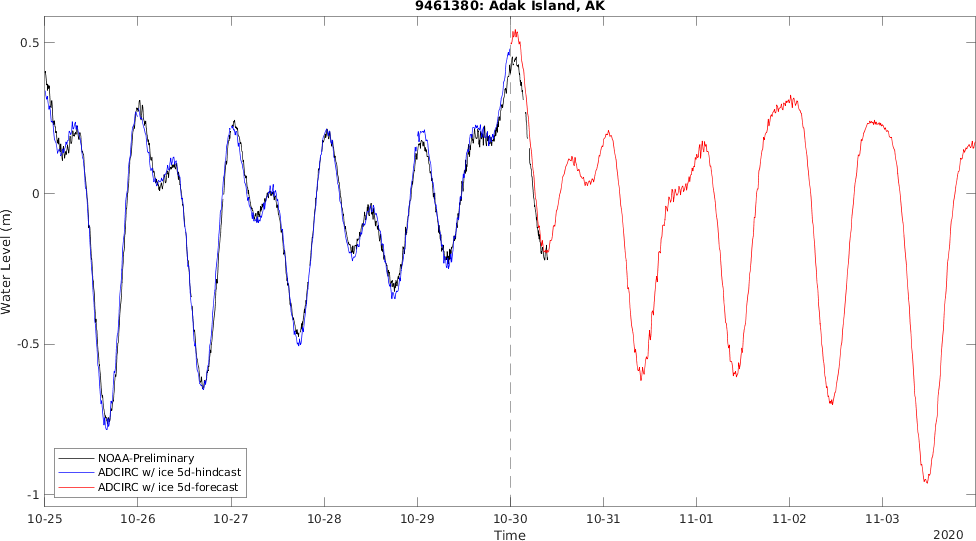 9461380: Adak Island, AK
Water Level (m)
0.5
0
-0.5
-1
NOAA-Preliminary
ADCIRC w/ ice 5d-hindcast
ADCIRC w/ ice 5d-forecast
10-25 10-26 10-27 10-28 10-29 10-30 10-31 11-01 11-02 11-03
Time
2020